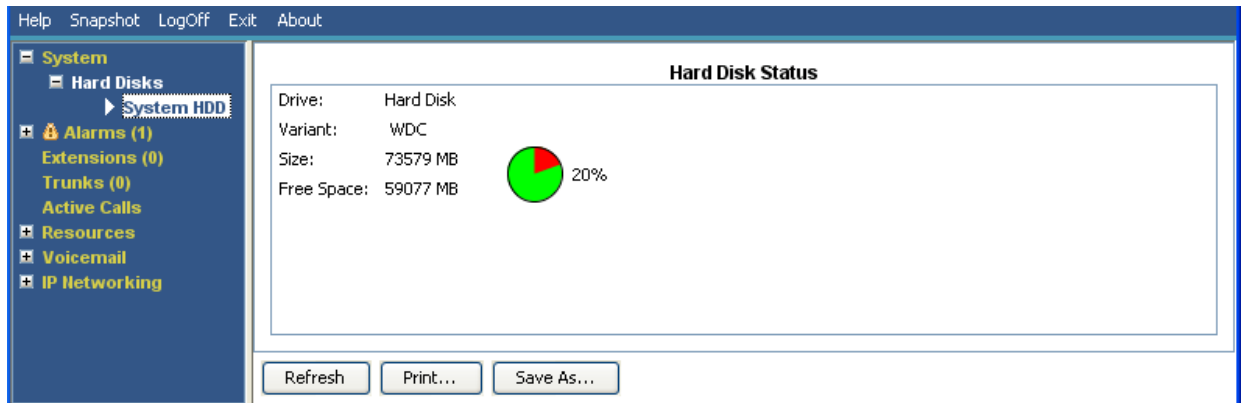 Help Snapshot LogOff Exit About
System
Hard Disks
System HDD
Alarms (1)
Extensions (0)
Trunks (0)
Active Calls
Resources
Voicemail
IP Networking
Hard Disk Status
Drive: Hard Disk
Variant: WDC
Size: 73579 MB
20%
Free Space: 59077 MB
Refresh Print... Save As...